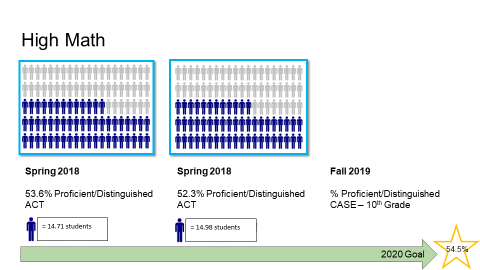 High Math
Spring 2018
53.6% Proficient/Distinguished
ACT
= 14.71 students
Spring 2018
52.3% Proficient/Distinguished
ACT
= 14.98 students
Fall 2019
% Proficient/Distinguished
CASE – 10th Grade
2020 Goal
54.5%